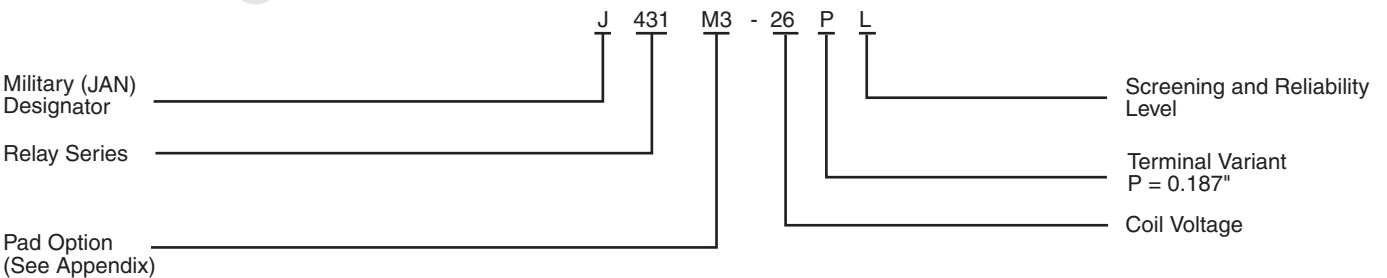 J 431 M3 - 26 P L
Military (JAN)
Designator
Relay Series
Pad Option
(See Appendix)
Screening and Reliability
Level
Terminal Variant
P = 0.187"
Coil Voltage